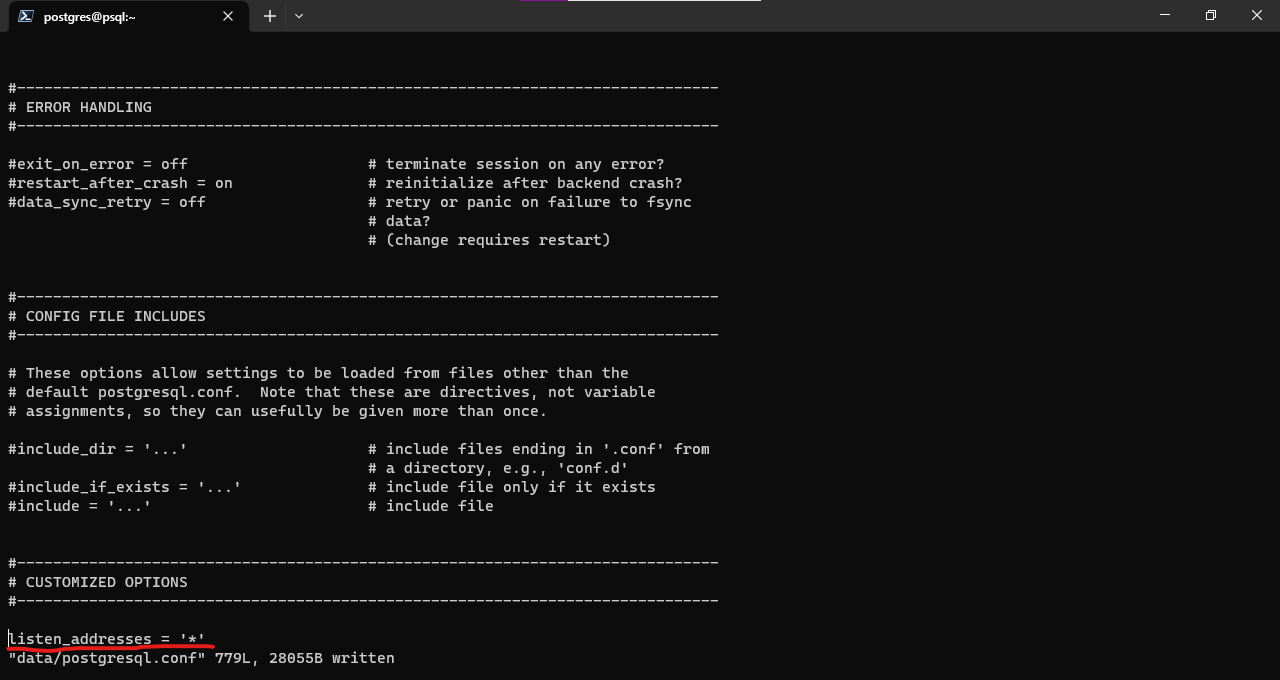 postgres@psql:~
#------------------------------------------------------------------------------
# ERROR HANDLING
#------------------------------------------------------------------------------
#exit_on_error = off                    # terminate session on any error?
#restart_after_crash = on               # reinitialize after backend crash?
#data_sync_retry = off                  # retry or panic on failure to fsync
                                        # data?
                                        # (change requires restart)
#------------------------------------------------------------------------------
# CONFIG FILE INCLUDES
#------------------------------------------------------------------------------
# These options allow settings to be loaded from files other than the
# default postgresql.conf.  Note that these are directives, not variable
# assignments, so they can usefully be given more than once.
#include_dir = '...'                    # include files ending in '.conf' from
                                        # a directory, e.g., 'conf.d'
#include_if_exists = '...'              # include file only if it exists
#include = '...'                        # include file
#------------------------------------------------------------------------------
# CUSTOMIZED OPTIONS
#------------------------------------------------------------------------------
listen_addresses = '*'
"data/postgresql.conf" 779L, 28055B written